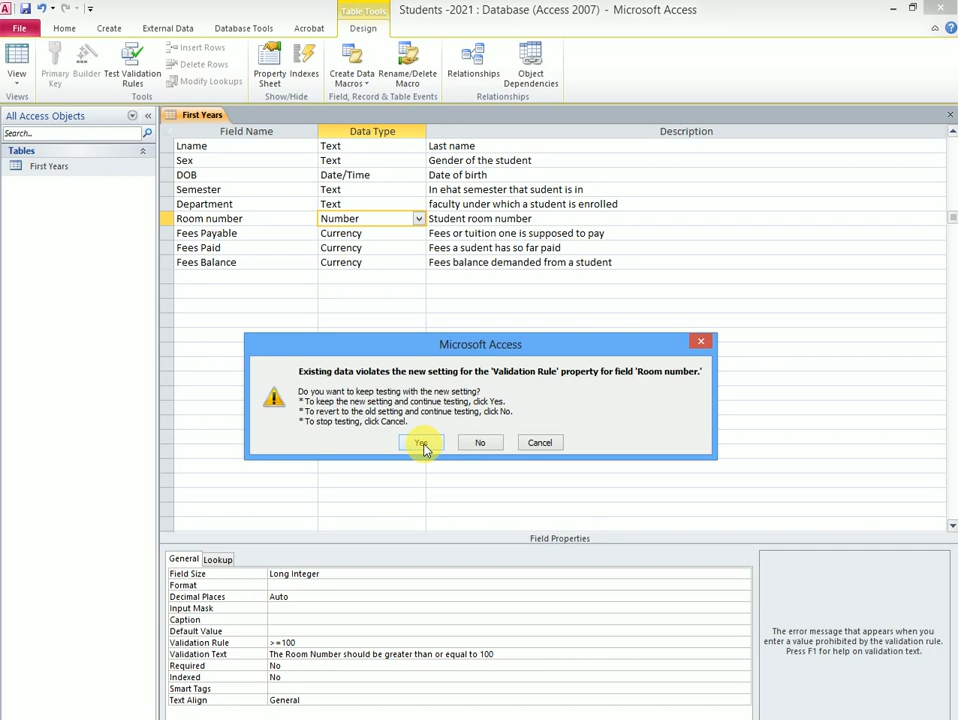 Students -2021 : Database (Access 2007) - Microsoft Access
Table Tools
File Home Create External Data Database Tools Acrobat Design
View
Primary Key
Builder
Test Validation Rules
Insert Rows
Delete Rows
Modify Lookups
Property Sheet
Indexes
Create Data Macros
Rename/Delete Macro
Relationships
Object Dependencies
Views
Tools
Show/Hide
Field, Record & Table Events
Relationships
All Access Objects
Search...
Tables
First Years
First Years
Field Name Data Type Description
Lname Text Last name
Sex Text Gender of the student
DOB Date/Time Date of birth
Semester Text In ehat semester that sudent is in
Department Text faculty under which a student is enrolled
Room number Number Student room number
Fees Payable Currency Fees or tuition one is supposed to pay
Fees Paid Currency Fees a sudent has so far paid
Fees Balance Currency Fees balance demanded from a student
Microsoft Access
Existing data violates the new setting for the 'Validation Rule' property for field 'Room number.'
Do you want to keep testing with the new setting?
* To keep the new setting and continue testing, click Yes.
* To revert to the old setting and continue testing, click No.
* To stop testing, click Cancel.
Yes No Cancel
Field Properties
General Lookup
Field Size Long Integer
Format
Decimal Places Auto
Input Mask
Caption
Default Value
Validation Rule >=100
Validation Text The Room Number should be greater than or equal to 100
Required No
Indexed No
Smart Tags
Text Align General
The error message that appears when you
enter a value prohibited by the validation rule.
Press F1 for help on validation text.